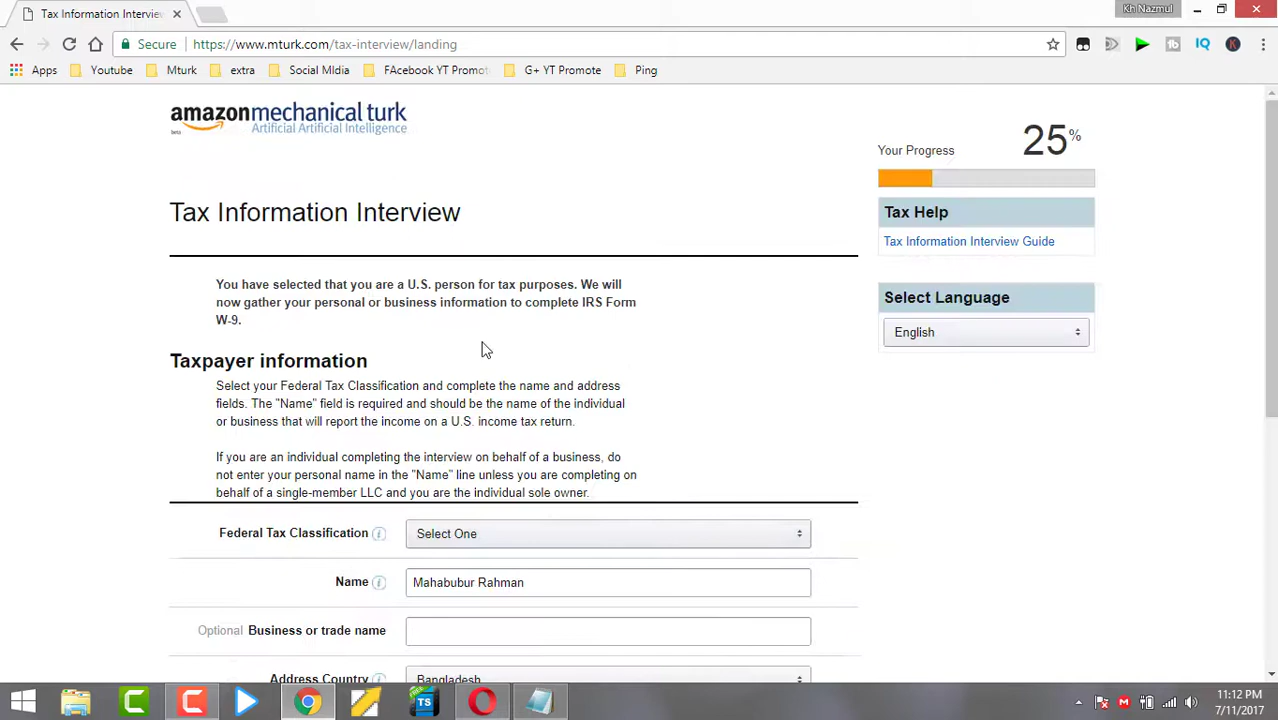 Tax Information Interview
Kh Nazmul
Secure https://www.mturk.com/tax-interview/landing
Apps Youtube Mturk extra Social MIdia FAcebook YT Promot G+ YT Promote Ping
amazonmechanical turk
beta Artificial Artificial Intelligence
Your Progress 25%
Tax Help
Tax Information Interview Guide
Select Language
English
Tax Information Interview
You have selected that you are a U.S. person for tax purposes. We will
now gather your personal or business information to complete IRS Form
W-9.
Taxpayer information
Select your Federal Tax Classification and complete the name and address
fields. The "Name" field is required and should be the name of the individual
or business that will report the income on a U.S. income tax return.
If you are an individual completing the interview on behalf of a business, do
not enter your personal name in the "Name" line unless you are completing on
behalf of a single-member LLC and you are the individual sole owner.
Federal Tax Classification i Select One
Name i Mahabubur Rahman
Optional Business or trade name
Address Country Bangladesh
TS
11:12 PM
7/11/2017